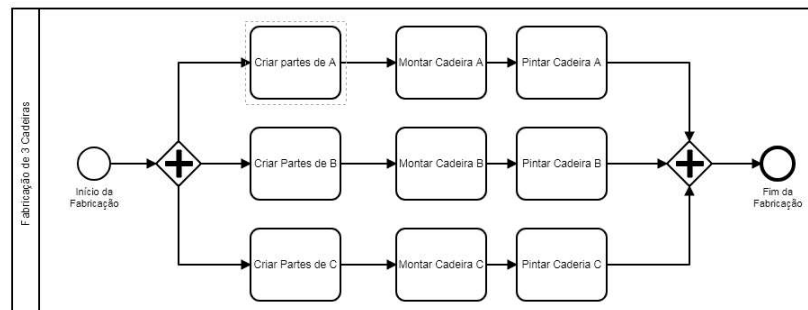 Fabricação de 3 Cadeiras
Início da
Fabricação
Criar partes de A
Montar Cadeira A
Pintar Cadeira A
Criar Partes de B
Montar Cadeira B
Pintar Cadeira B
Criar Partes de C
Montar Cadeira C
Pintar Caderia C
Fim da
Fabricação